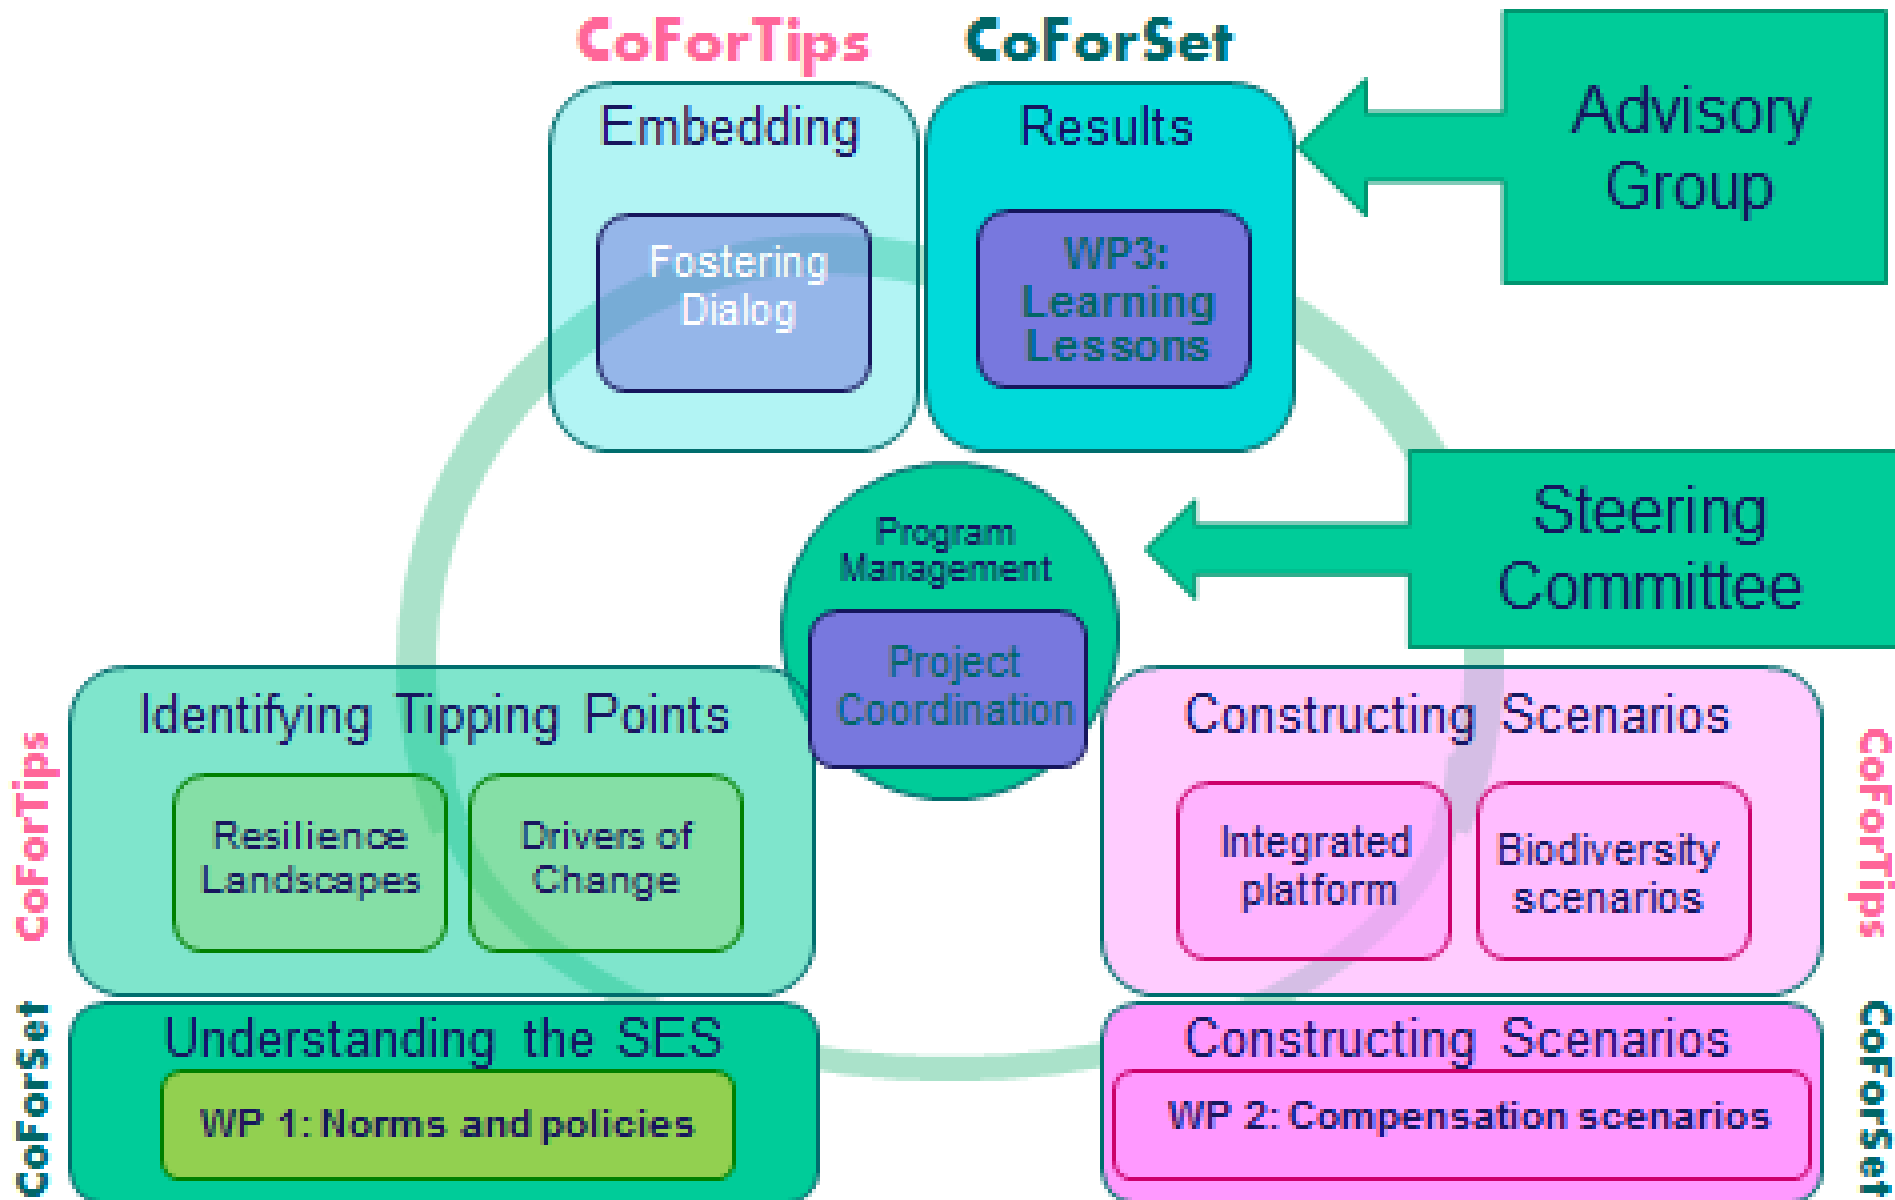 CoForTips
CoForSet
Embedding
Results
Advisory
Group
Fostering
Dialog
WP3:
Learning
Lessons
Program
Management
Steering
Committee
Project
Coordination
CoForTips
Identifying Tipping Points
Resilience
Landscapes
Drivers of
Change
Constructing Scenarios
Integrated
platform
Biodiversity
scenarios
CoForTips
CoForSet
Understanding the SES
WP 1: Norms and policies
Constructing Scenarios
WP 2: Compensation scenarios
CoForSet